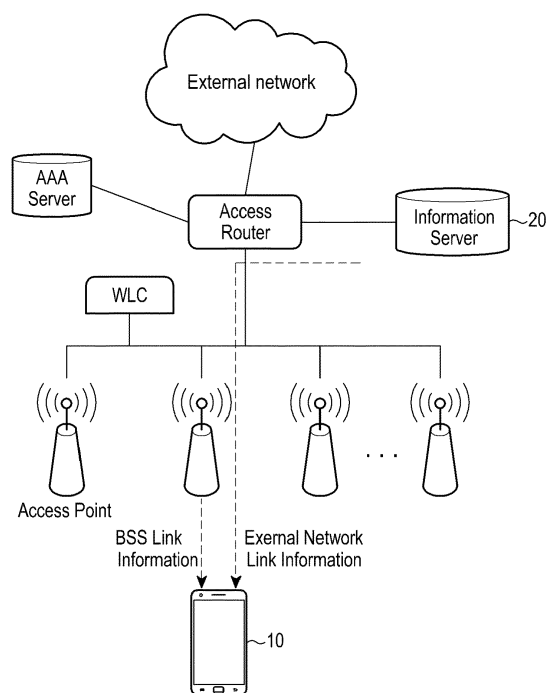 External network
AAA
Server
Access
Router
Information
Server
20
WLC
Access Point
. . .
BSS Link
Information
Exernal Network
Link Information
10